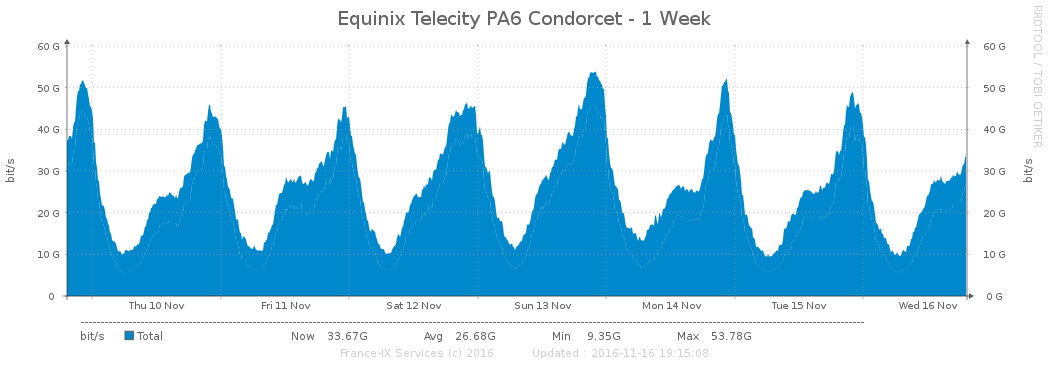 Equinix Telecity PA6 Condorcet - 1 Week
RRDTOOL / TOBI OETIKER
bit/s
60 G
50 G
40 G
30 G
20 G
10 G
0
60 G
50 G
40 G
30 G
20 G
10 G
0 G
bit/s
Thu 10 Nov Fri 11 Nov Sat 12 Nov Sun 13 Nov Mon 14 Nov Tue 15 Nov Wed 16 Nov
bit/s Total Now 33.67G Avg 26.68G Min 9.35G Max 53.78G
France-IX Services (c) 2016 Updated : 2016-11-16 19:15:08